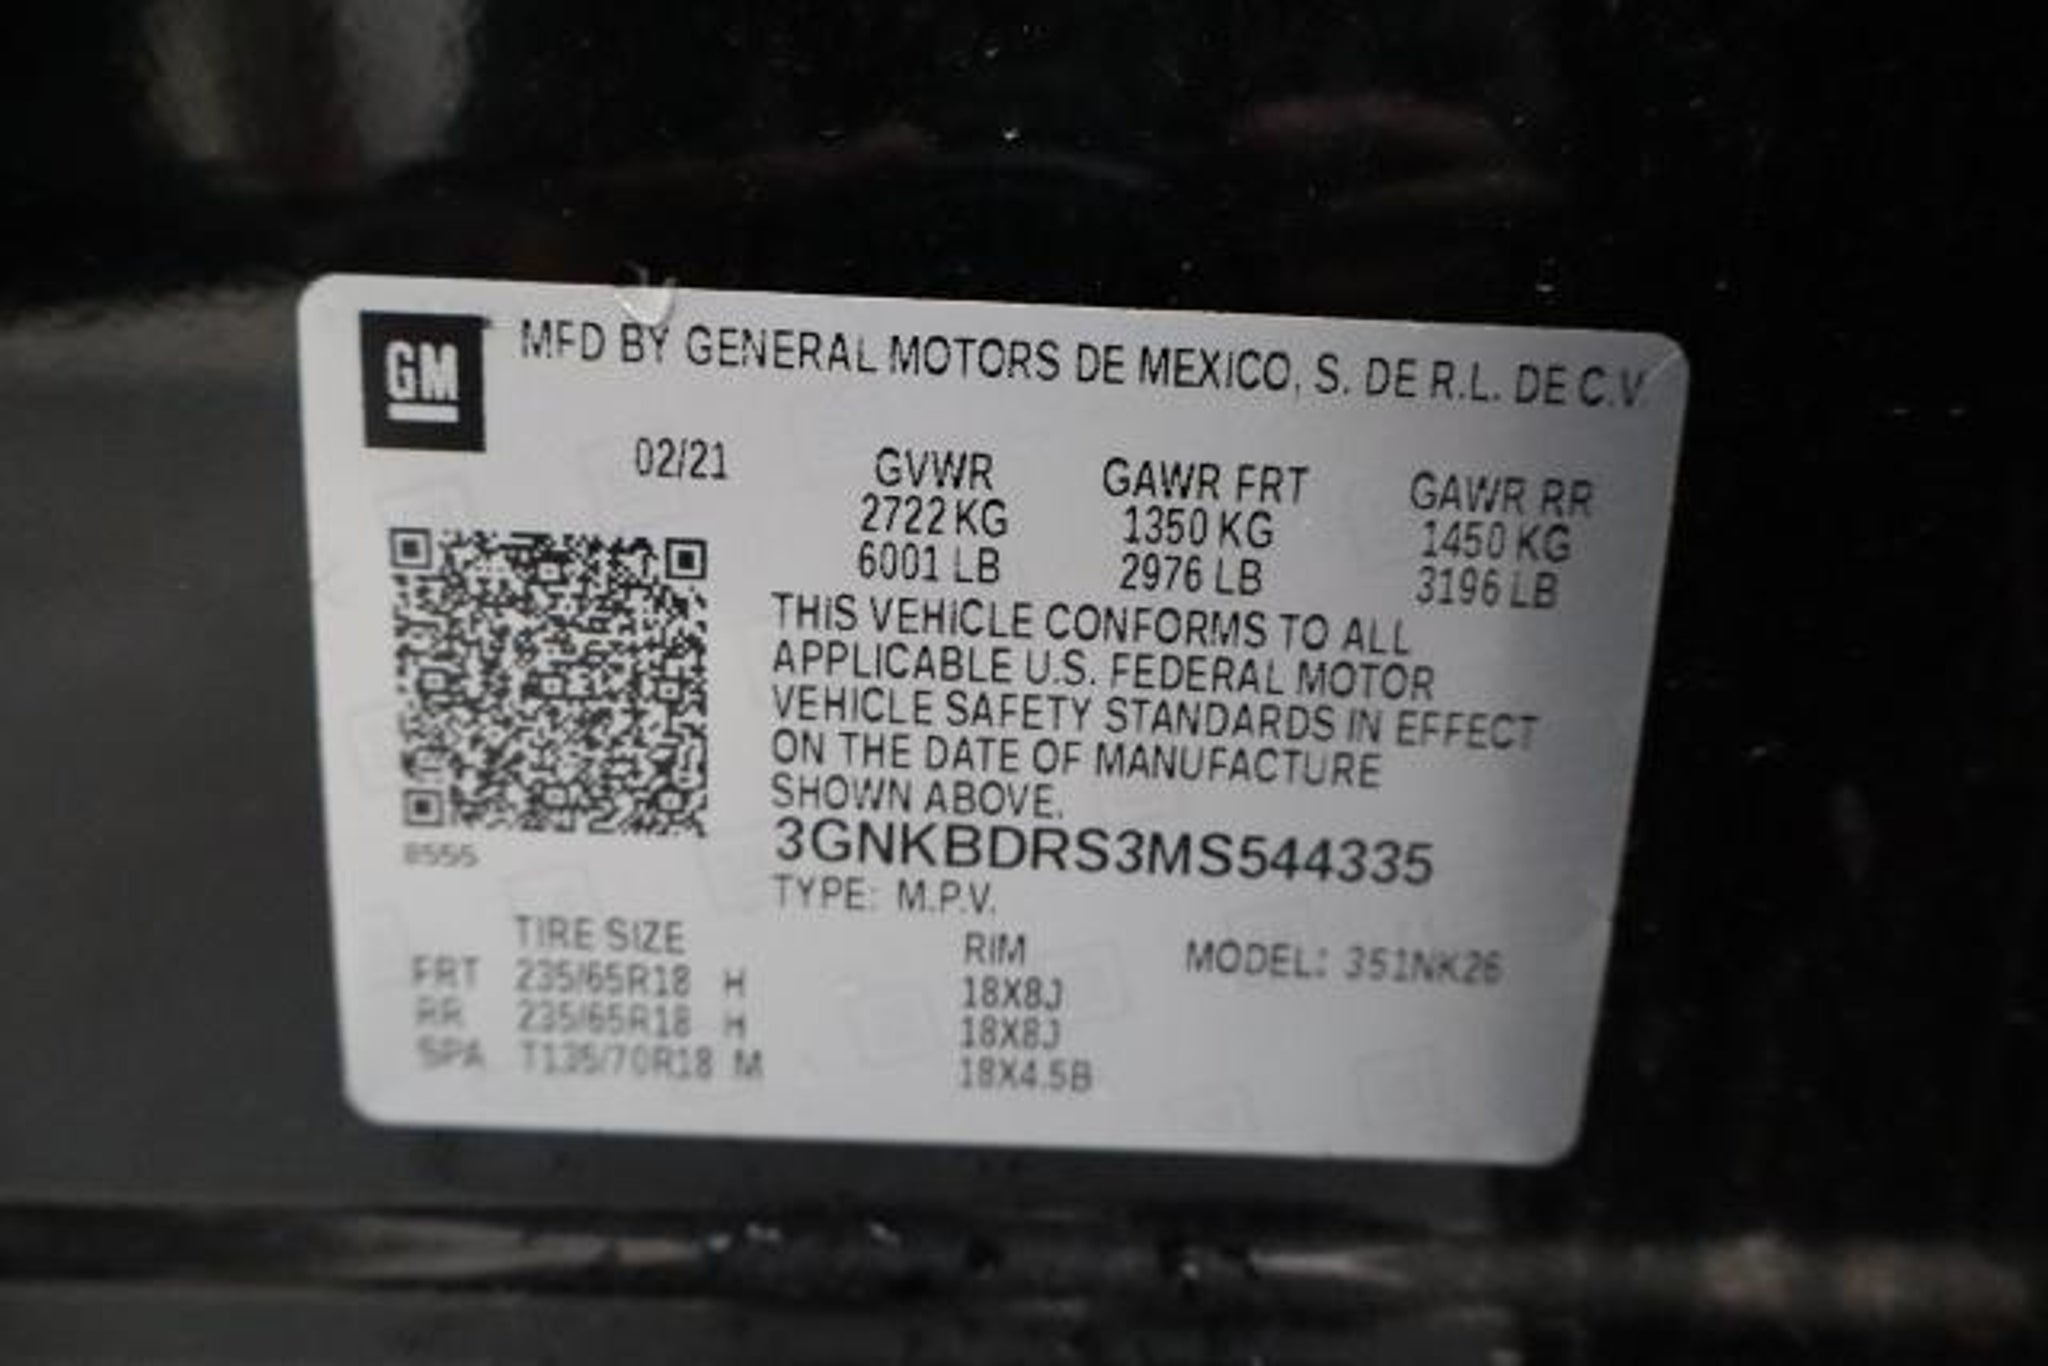 GM
MFD BY GENERAL MOTORS DE MEXICO, S. DE R.L. DE C.V.
02/21
GVWR GAWR FRT GAWR RR
2722 KG 1350 KG 1450 KG
6001 LB 2976 LB 3196 LB
THIS VEHICLE CONFORMS TO ALL
APPLICABLE U.S. FEDERAL MOTOR
VEHICLE SAFETY STANDARDS IN EFFECT
ON THE DATE OF MANUFACTURE
SHOWN ABOVE.
3GNKBDRS3MS544335
8555
TYPE: M.P.V.
TIRE SIZE RIM MODEL: 351NK26
FRT 235/65R18 H 18X8J
RR 235/65R18 H 18X8J
SPA T135/70R18 M 18X4.5B